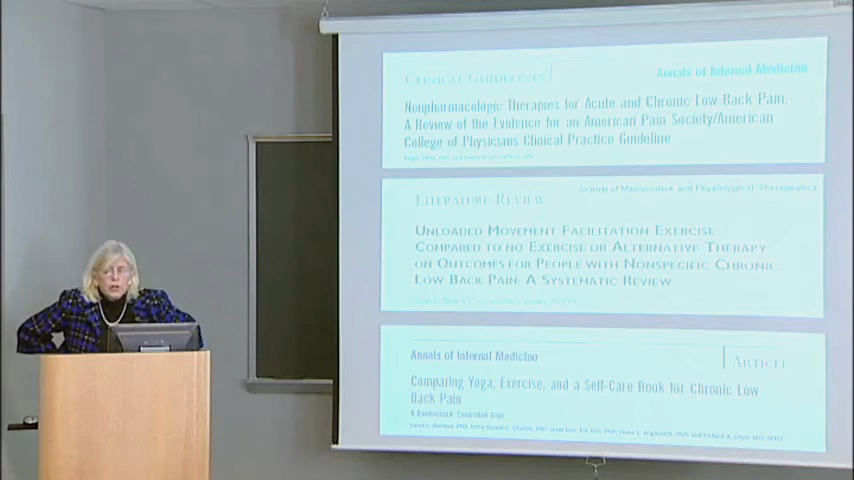 CLINICAL GUIDELINES
Annals of Internal Medicine
Nonpharmacologic Therapies for Acute and Chronic Low Back Pain:
A Review of the Evidence for an American Pain Society/American
College of Physicians Clinical Practice Guideline
Journal of Manipulative and Physiological Therapeutics
LITERATURE REVIEW
UNLOADED MOVEMENT FACILITATION EXERCISE
COMPARED TO NO EXERCISE OR ALTERNATIVE THERAPY
ON OUTCOMES FOR PEOPLE WITH NONSPECIFIC CHRONIC
LOW BACK PAIN: A SYSTEMATIC REVIEW
Annals of Internal Medicine
ARTICLE
Comparing Yoga, Exercise, and a Self-Care Book for Chronic Low
Back Pain
A Randomized, Controlled Trial